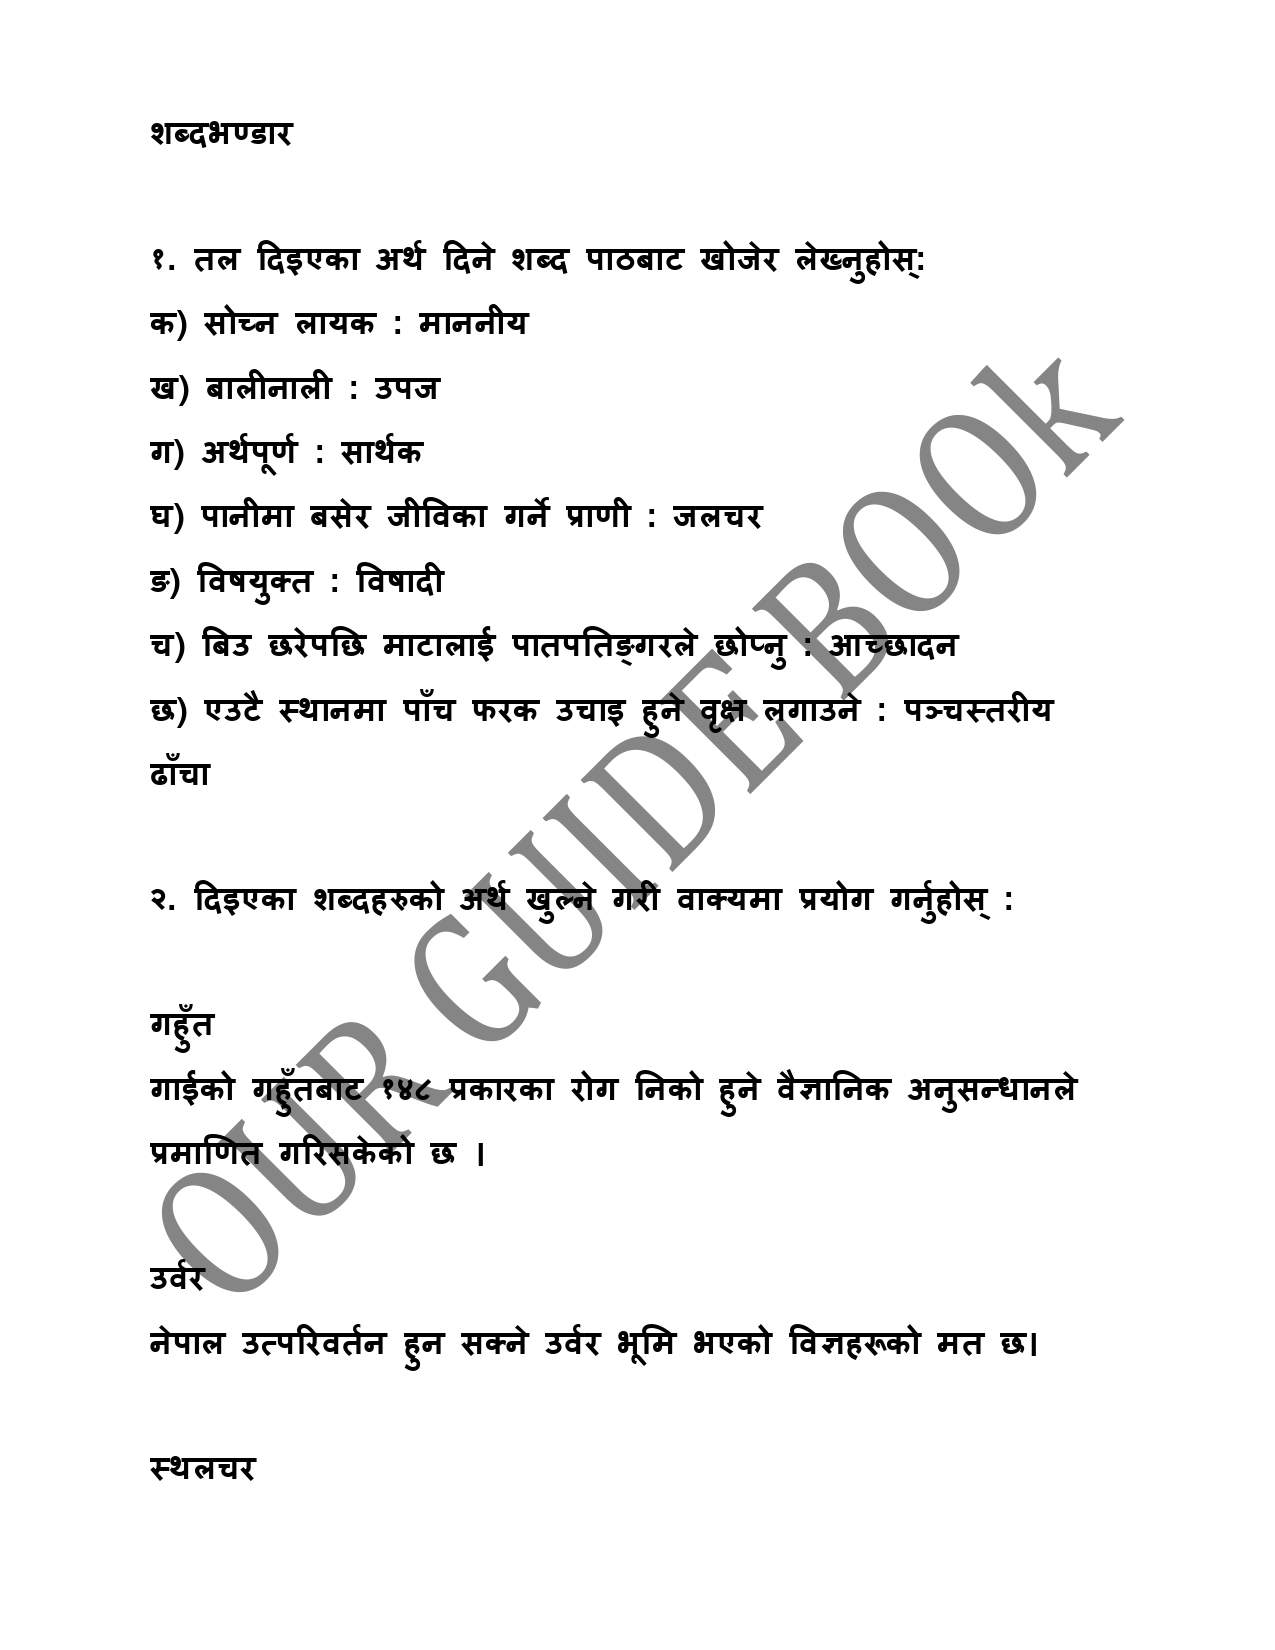 शब्दभण्डार
१. तल दिइएका अर्थ दिने शब्द पाठबाट खोजेर लेख्नुहोस्:
क) सोच्न लायक : माननीय
ख) बालीनाली : उपज
ग) अर्थपूर्ण : सार्थक
घ) पानीमा बसेर जीविका गर्ने प्राणी : जलचर
ङ) विषयुक्त : विषादी
च) बिउ छरेपछि माटालाई पातपतिङ्गरले छोप्नु : आच्छादन
छ) एउटै स्थानमा पाँच फरक उचाइ हुने वृक्ष लगाउने : पञ्चस्तरीय
ढाँचा
२. दिइएका शब्दहरुको अर्थ खुल्ने गरी वाक्यमा प्रयोग गर्नुहोस् :
गहुँत
गाईको गहुँतबाट १४८ प्रकारका रोग निको हुने वैज्ञानिक अनुसन्धानले
प्रमाणित गरिसकेको छ ।
उर्वर
नेपाल उत्परिवर्तन हुन सक्ने उर्वर भूमि भएको विज्ञहरूको मत छ।
स्थलचर
OUR GUIDE BOOk